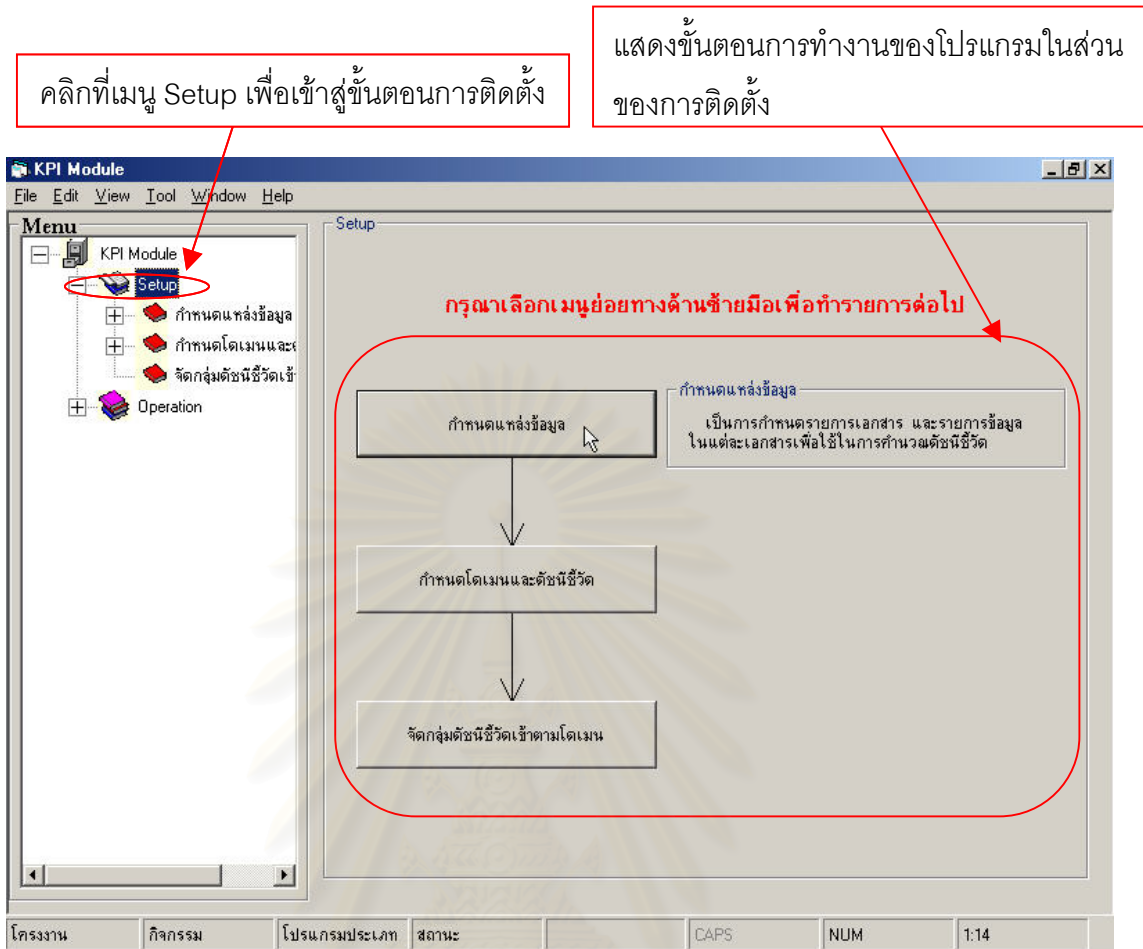 แสดงขั้นตอนการทำงานของโปรแกรมในส่วน
ของการติดตั้ง
คลิกที่เมนู Setup เพื่อเข้าสู่ขั้นตอนการติดตั้ง
KPI Module
File Edit View Tool Window Help
Menu
KPI Module
Setup
กำหนดแหล่งข้อมูล
กำหนดโดเมนและ
จัดกลุ่มดัชนีชี้วัดเข้
Operation
Setup
กรุณาเลือกเมนูย่อยทางด้านซ้ายมือเพื่อทำรายการต่อไป
กำหนดแหล่งข้อมูล
กำหนดแหล่งข้อมูล
เป็นการกำหนดรายการเอกสาร และรายการข้อมูล
ในแต่ละเอกสารเพื่อใช้ในการคำนวณดัชนีชี้วัด
กำหนดโดเมนและดัชนีชี้วัด
จัดกลุ่มดัชนีชี้วัดเข้าตามโดเมน
โครงงาน กิจกรรม โปรแกรมประเภท สถานะ CAPS NUM 1:14